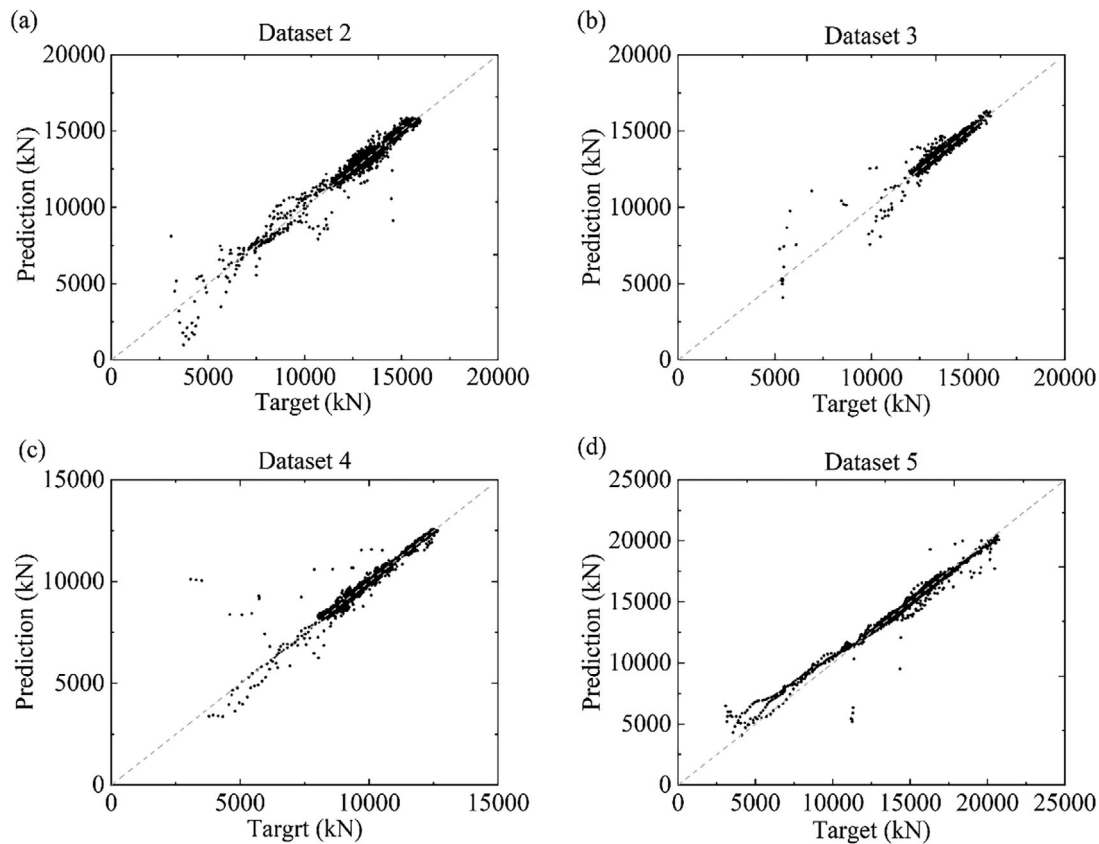 (a)
Dataset 2
20000
15000
10000
5000
0
Prediction (kN)
0 5000 10000 15000 20000
Target (kN)
(b)
Dataset 3
20000
15000
10000
5000
0
Prediction (kN)
0 5000 10000 15000 20000
Target (kN)
(c)
Dataset 4
15000
10000
5000
0
Prediction (kN)
0 5000 10000 15000
Targrt (kN)
(d)
Dataset 5
25000
20000
15000
10000
5000
0
Prediction (kN)
0 5000 10000 15000 20000 25000
Target (kN)